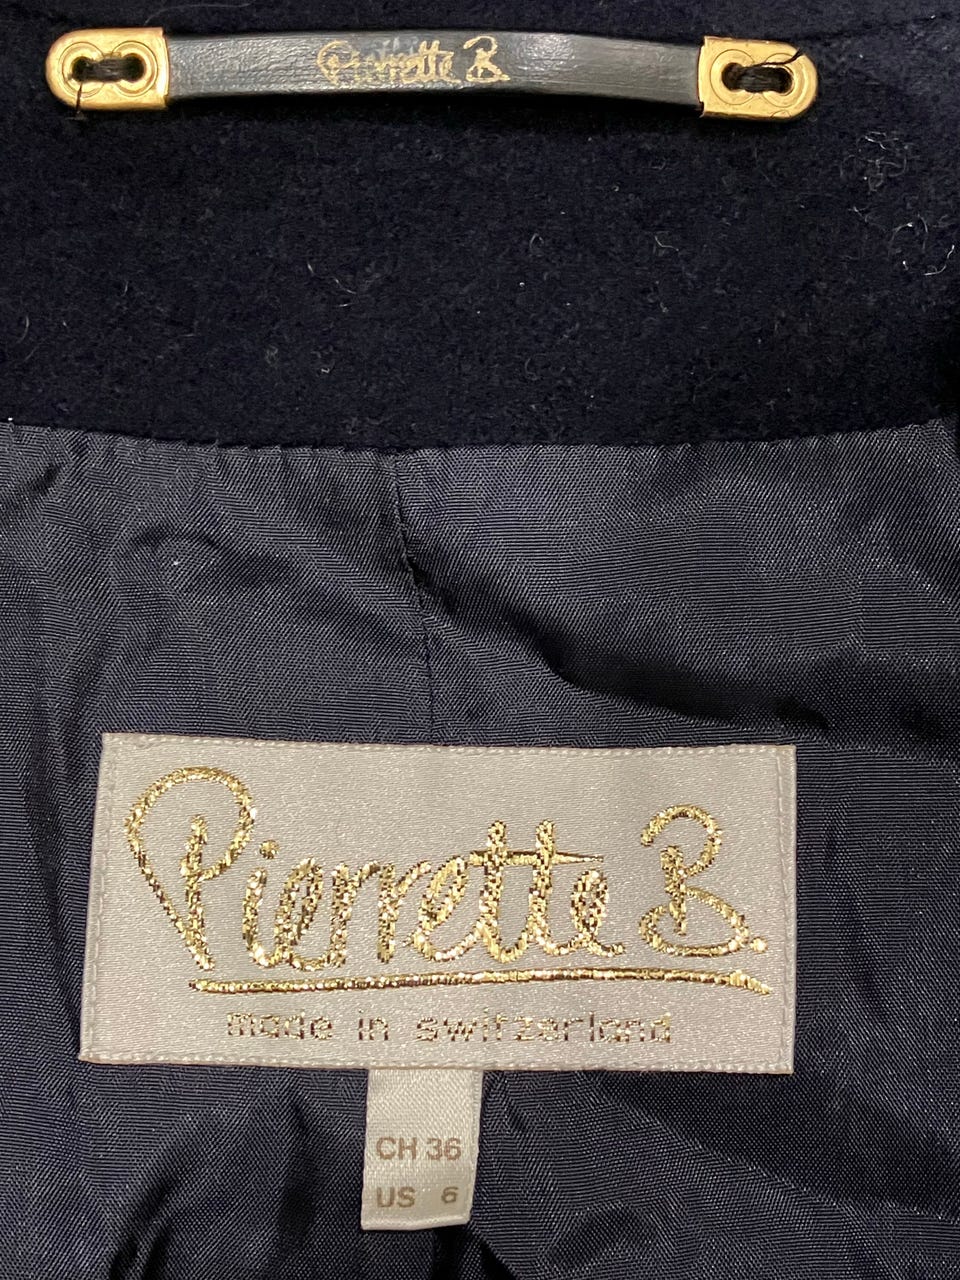 Pierrette B.
Pierrette B.
made in switzerland
CH 36
US 6